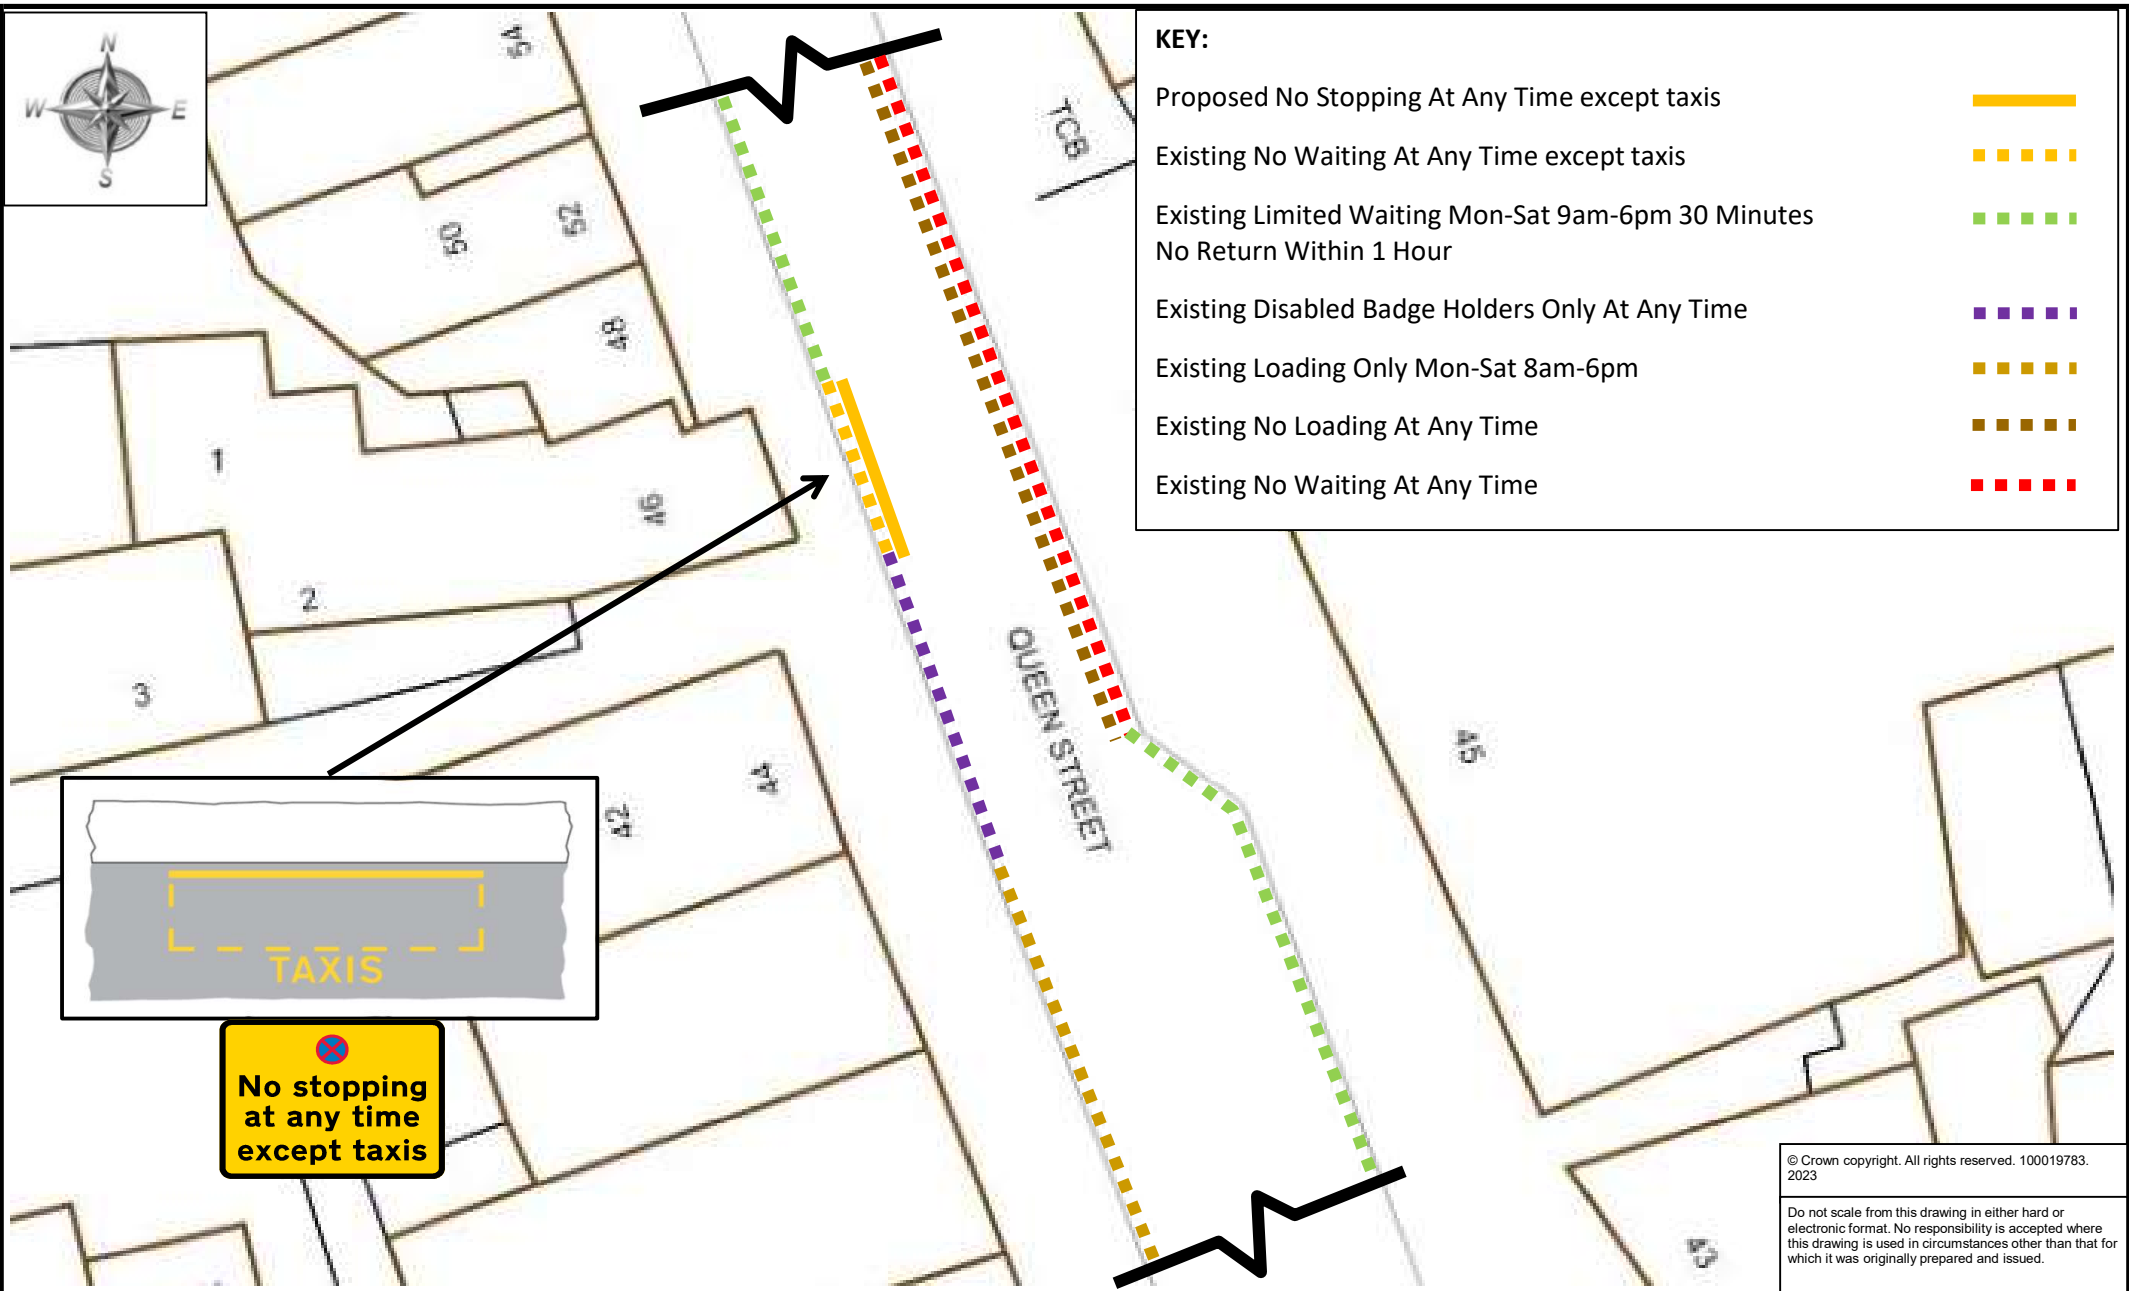 N
W
E
S
KEY:
Proposed No Stopping At Any Time except taxis
Existing No Waiting At Any Time except taxis
Existing Limited Waiting Mon-Sat 9am-6pm 30 Minutes
No Return Within 1 Hour
Existing Disabled Badge Holders Only At Any Time
Existing Loading Only Mon-Sat 8am-6pm
Existing No Loading At Any Time
Existing No Waiting At Any Time
54
TCB
50
52
48
1
46
2
3
QUEEN STREET
44
42
45
TAXIS
No stopping
at any time
except taxis
43
© Crown copyright. All rights reserved. 100019783.
2023
Do not scale from this drawing in either hard or
electronic format. No responsibility is accepted where
this drawing is used in circumstances other than that for
which it was originally prepared and issued.